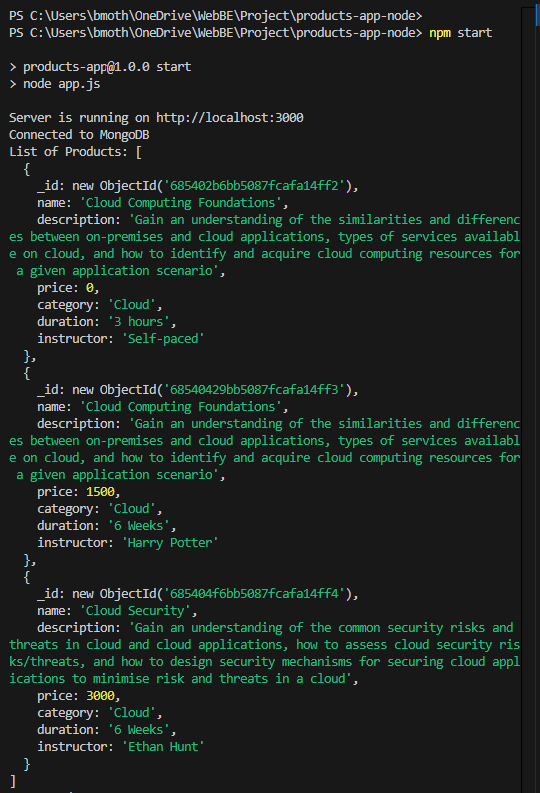 PS C:\Users\bmoth\OneDrive\WebBE\Project\products-app-node>
PS C:\Users\bmoth\OneDrive\WebBE\Project\products-app-node> npm start
> products-app@1.0.0 start
> node app.js
Server is running on http://localhost:3000
Connected to MongoDB
List of Products: [
  {
    _id: new ObjectId('685402b6bb5087fcafa14ff2'),
    name: 'Cloud Computing Foundations',
    description: 'Gain an understanding of the similarities and differenc
es between on-premises and cloud applications, types of services availabl
e on cloud, and how to identify and acquire cloud computing resources for
 a given application scenario',
    price: 0,
    category: 'Cloud',
    duration: '3 hours',
    instructor: 'Self-paced'
  },
  {
    _id: new ObjectId('68540429bb5087fcafa14ff3'),
    name: 'Cloud Computing Foundations',
    description: 'Gain an understanding of the similarities and differenc
es between on-premises and cloud applications, types of services availabl
e on cloud, and how to identify and acquire cloud computing resources for
 a given application scenario',
    price: 1500,
    category: 'Cloud',
    duration: '6 Weeks',
    instructor: 'Harry Potter'
  },
  {
    _id: new ObjectId('685404f6bb5087fcafa14ff4'),
    name: 'Cloud Security',
    description: 'Gain an understanding of the common security risks and
threats in cloud and cloud applications, how to assess cloud security ris
ks/threats, and how to design security mechanisms for securing cloud appl
ications to minimise risk and threats in a cloud',
    price: 3000,
    category: 'Cloud',
    duration: '6 Weeks',
    instructor: 'Ethan Hunt'
  }
]